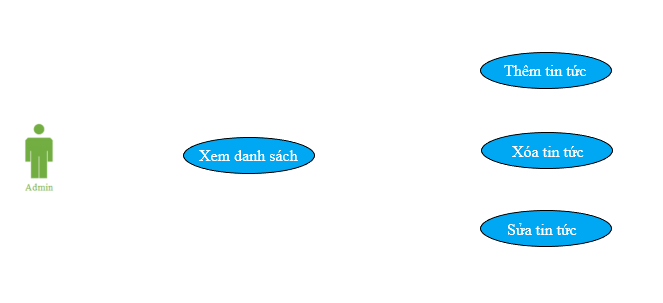 Thêm tin tức
Admin
Xem danh sách
Xóa tin tức
Sửa tin tức